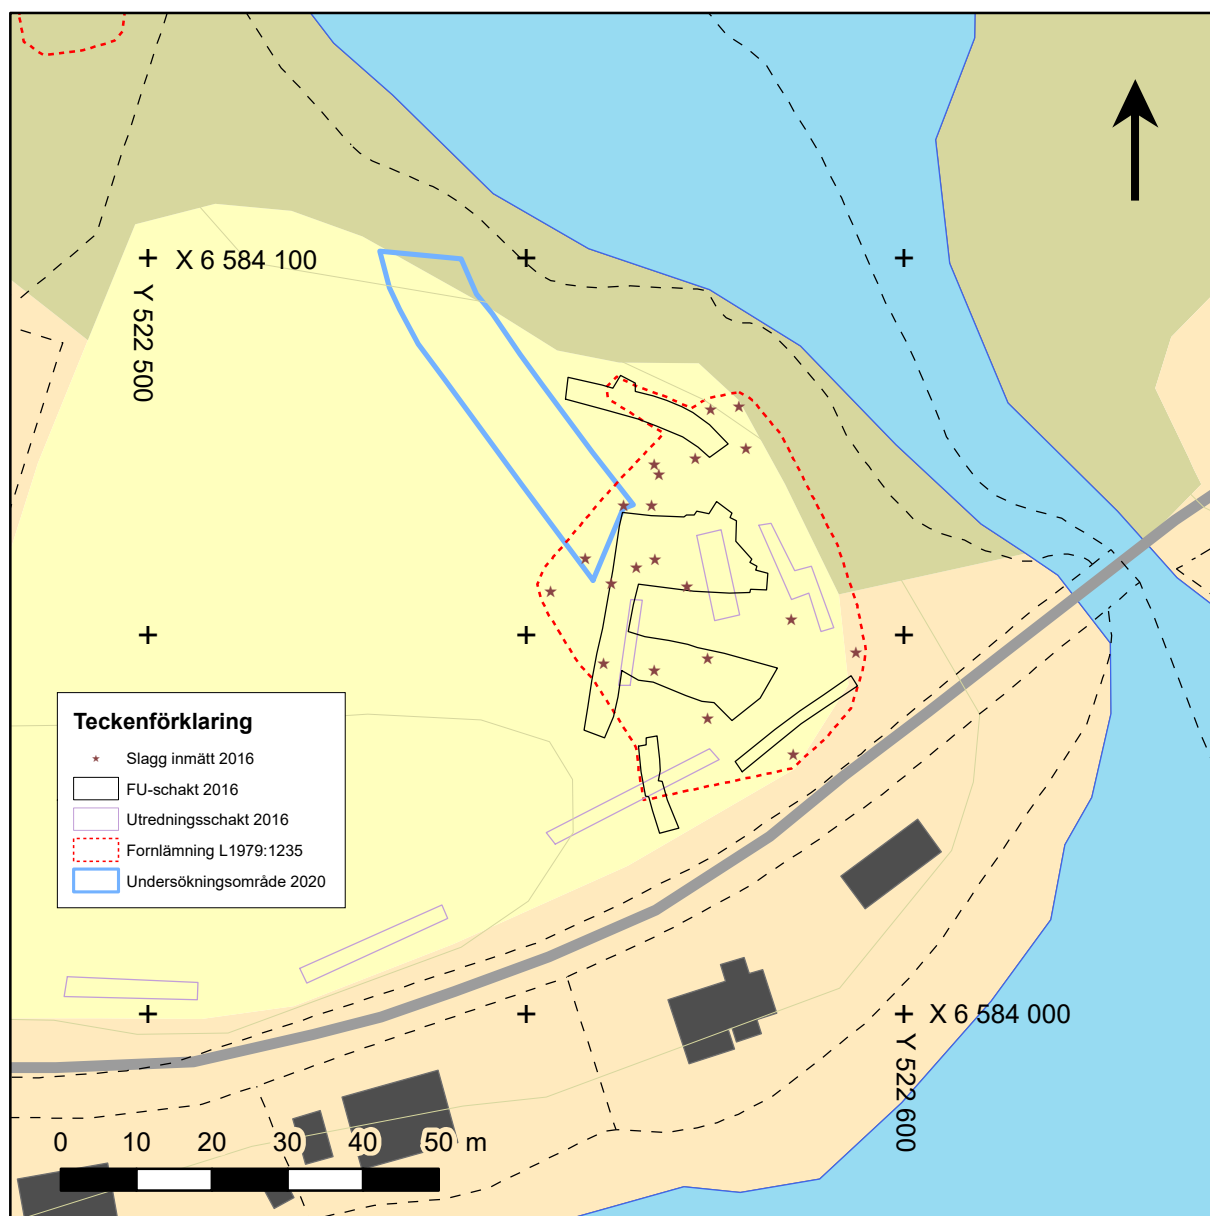 X 6 584 100
Y 522 500
Teckenförklaring
Slagg inmätt 2016
FU-schakt 2016
Utredningsschakt 2016
Fornlämning L1979:1235
Undersökningsområde 2020
X 6 584 000
Y 522 600
0 10 20 30 40 50 m